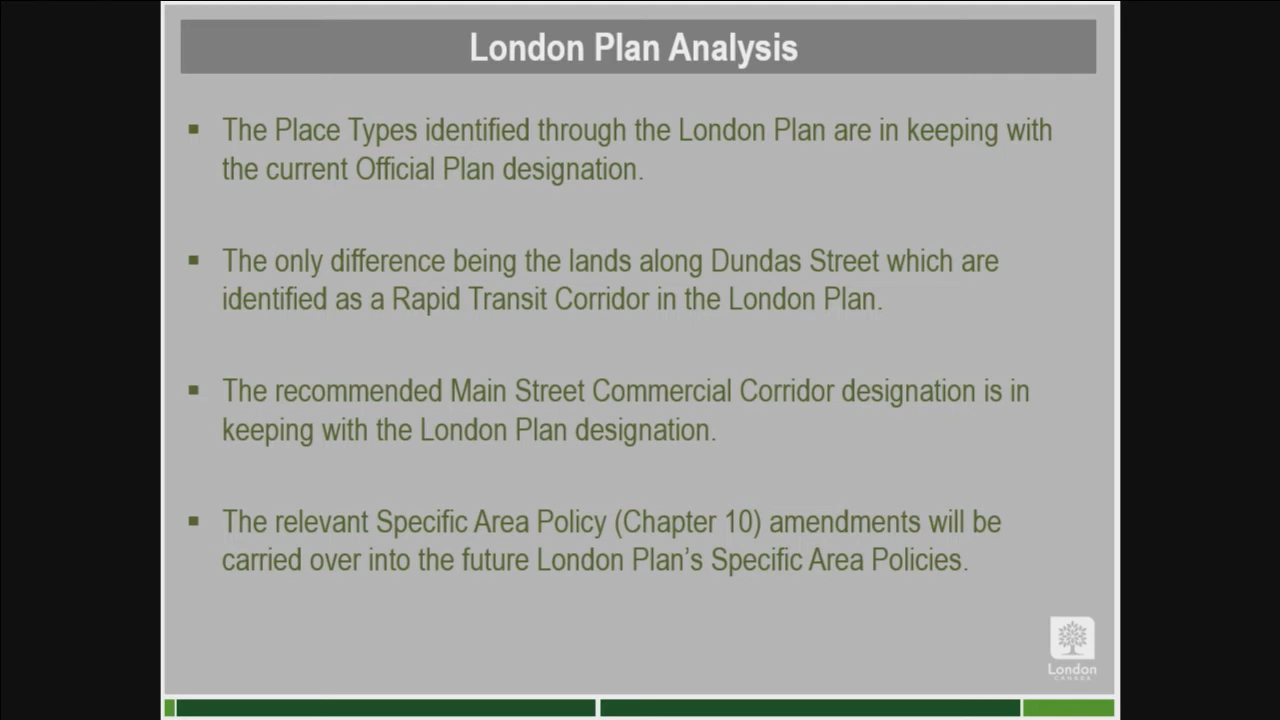 London Plan Analysis
▪ The Place Types identified through the London Plan are in keeping with
the current Official Plan designation.
▪ The only difference being the lands along Dundas Street which are
identified as a Rapid Transit Corridor in the London Plan.
▪ The recommended Main Street Commercial Corridor designation is in
keeping with the London Plan designation.
▪ The relevant Specific Area Policy (Chapter 10) amendments will be
carried over into the future London Plan’s Specific Area Policies.
London
CANADA